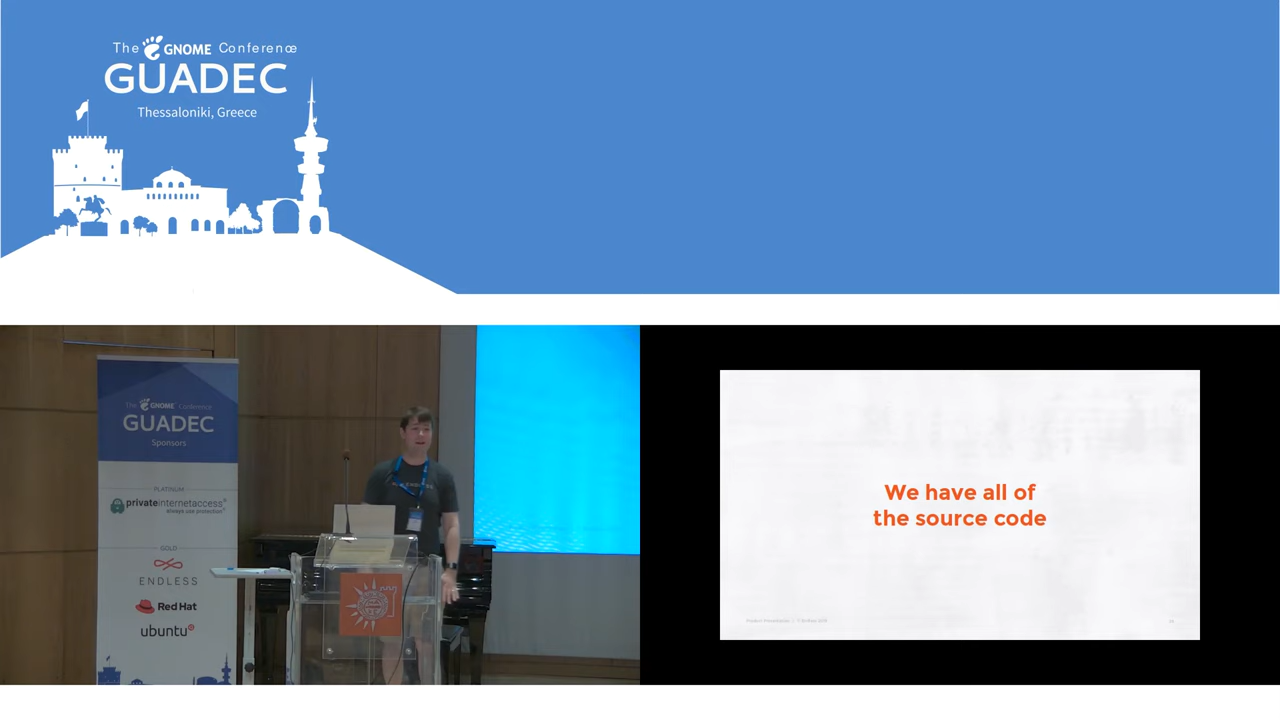 The GNOME Conference
GUADEC
Thessaloniki, Greece
The GNOME Conference
GUADEC
Sponsors
PLATINUM
privateinternetaccess®
always use protection®
GOLD
ENDLESS
Red Hat
ubuntu®
We have all of
the source code